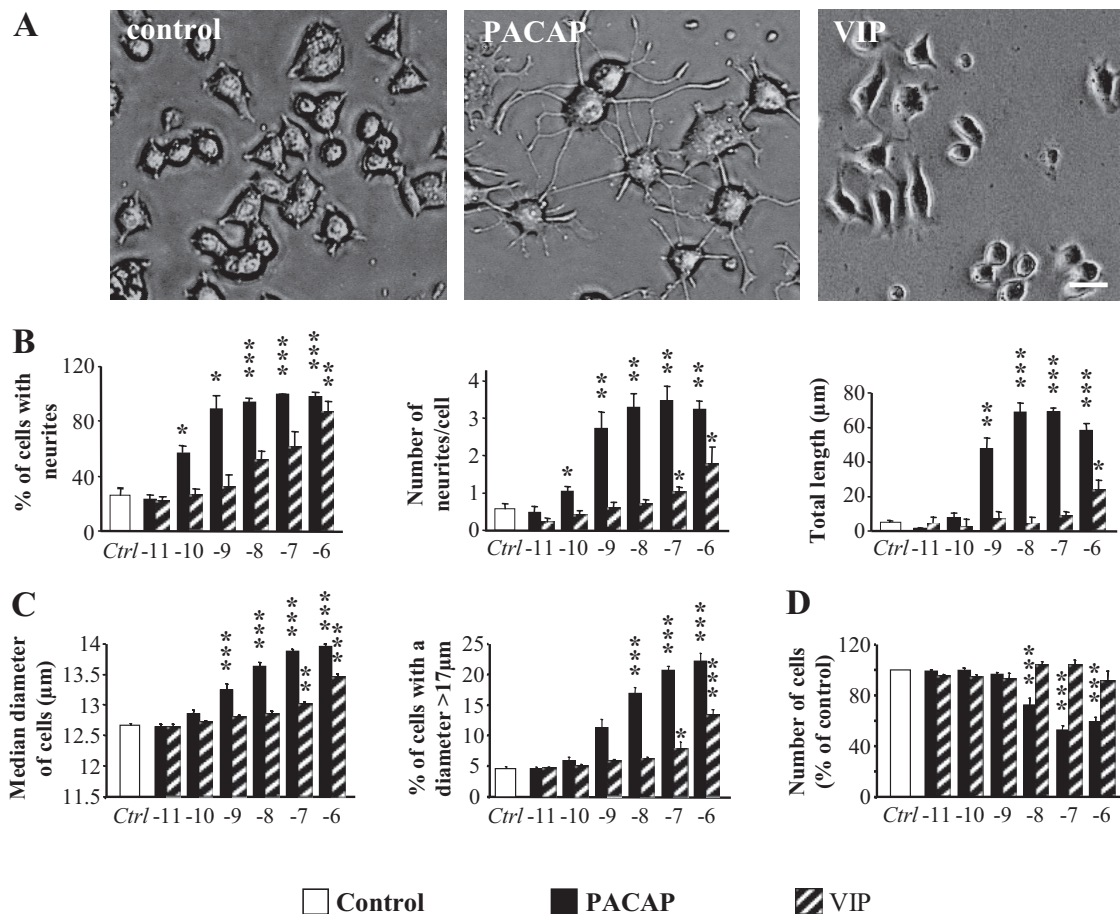 A
control
PACAP
VIP
B
% of cells with
neurites
120
80
40
0
* * *** *** *** **
Ctrl -11 -10 -9 -8 -7 -6
Number of
neurites/cell
4
3
2
1
0
* ** ** ** * ** *
Ctrl -11 -10 -9 -8 -7 -6
Total length (µm)
80
60
40
20
0
** *** *** *** *
Ctrl -11 -10 -9 -8 -7 -6
C
Median diameter
of cells (µm)
14
13.5
13
12.5
12
11.5
*** *** *** ** *** ***
Ctrl -11 -10 -9 -8 -7 -6
% of cells with a
diameter >17µm
25
20
15
10
5
0
*** *** * *** ***
Ctrl -11 -10 -9 -8 -7 -6
D
Number of cells
(% of control)
120
80
40
0
*** *** ***
Ctrl -11 -10 -9 -8 -7 -6
Control
PACAP
VIP